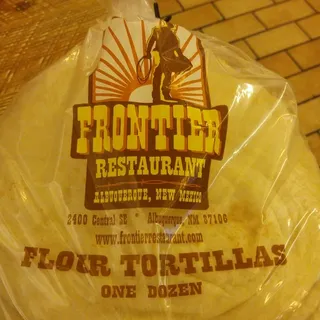 FRONTIER
RESTAURANT
ALBUQUERQUE, NEW MEXICO
2400 Central SE * Albuquerque, NM 87106
www.frontierrestaurant.com
FLOUR TORTILLAS
ONE DOZEN